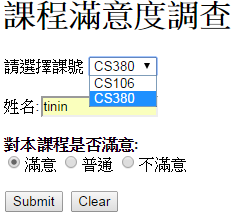 課程滿意度調查
請選擇課號 CS380
CS106
CS380
姓名: tinin
對本課程是否滿意:
滿意 普通 不滿意
Submit Clear